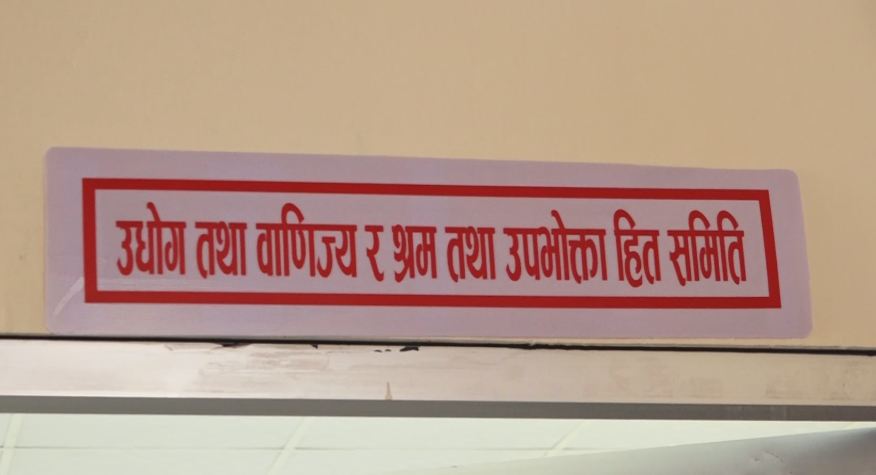 उधोग तथा वाणिज्य र श्रम तथा उपभोक्ता हित समिति